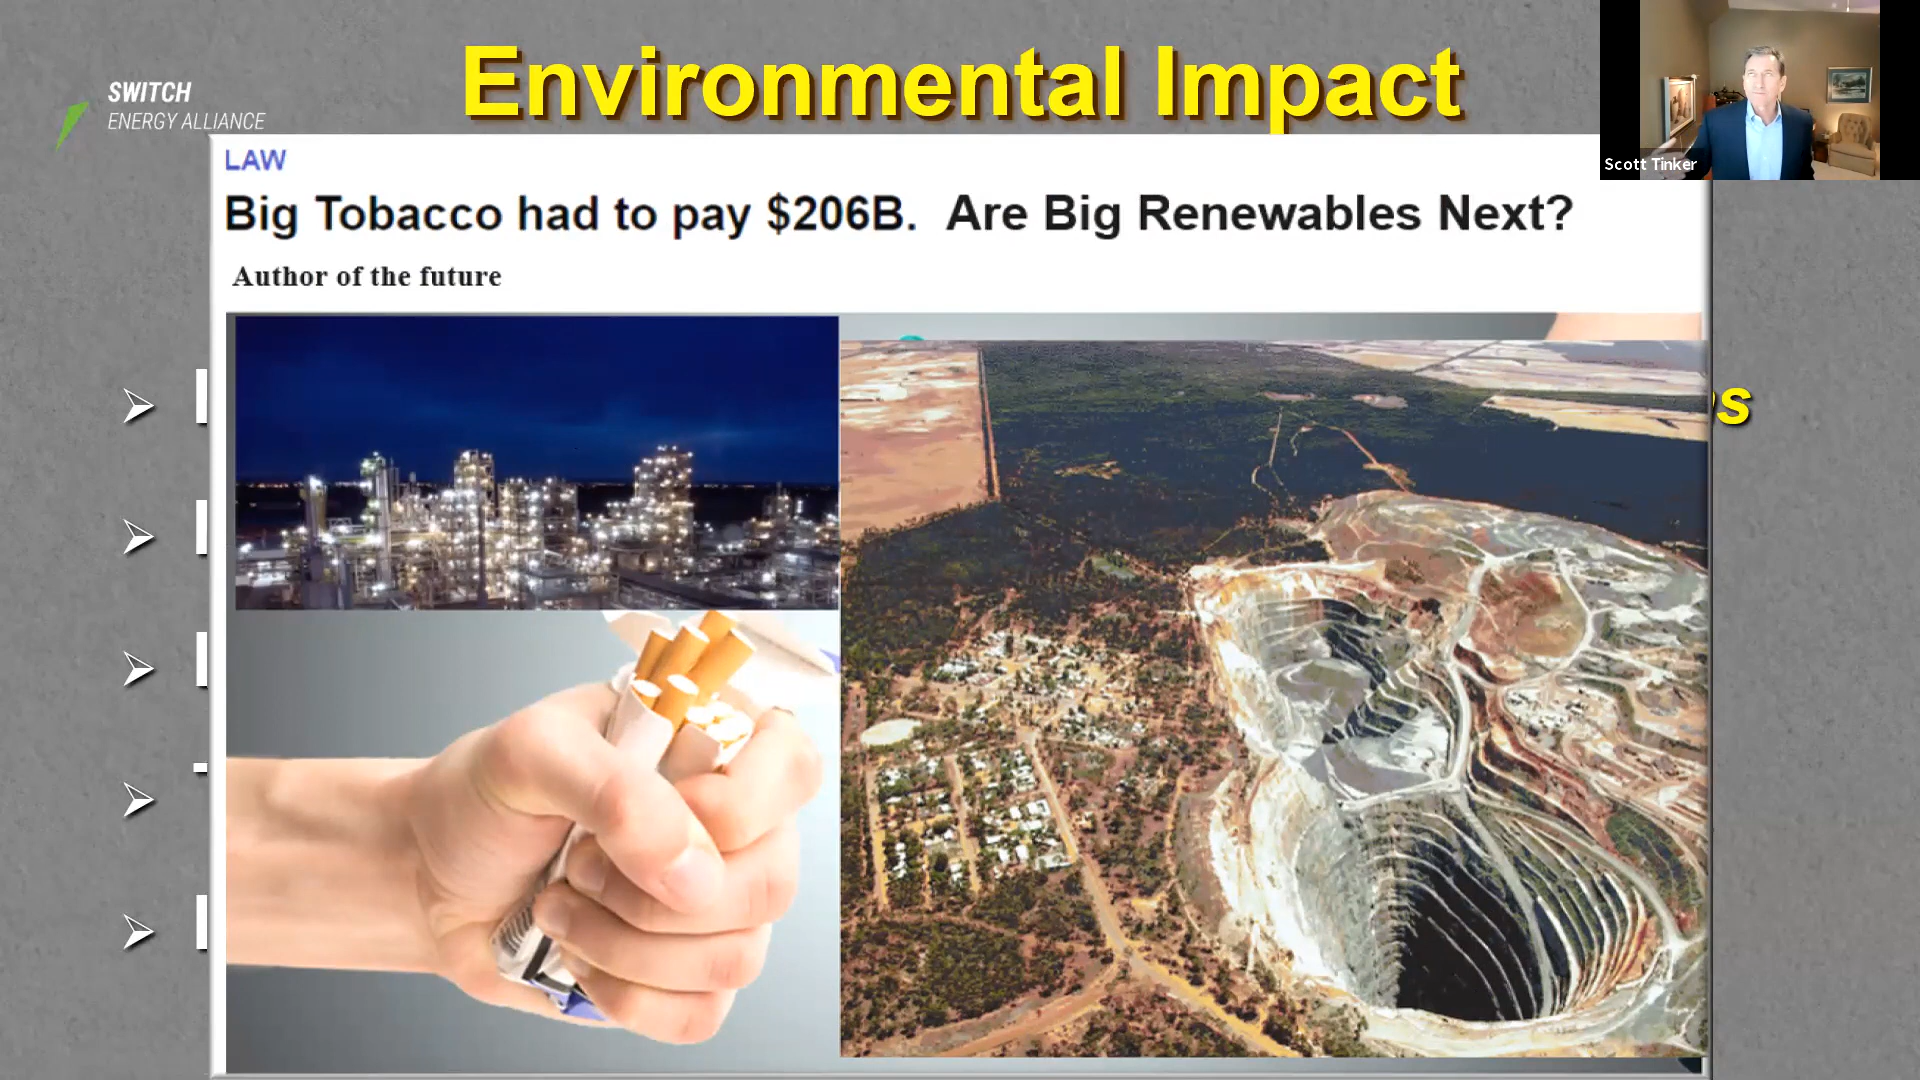 SWITCH
ENERGY ALLIANCE
Environmental Impact
Scott Tinker
LAW
Big Tobacco had to pay $206B. Are Big Renewables Next?
Author of the future